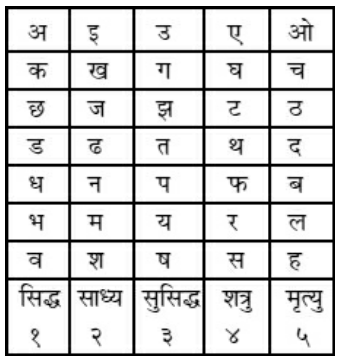 अ इ उ ए ओ
क ख ग घ च
छ ज झ ट ठ
ड ढ त थ द
ध न प फ ब
भ म य र ल
व श ष स ह
सिद्ध साध्य सुसिद्ध शत्रु मृत्यु
१ २ ३ ४ ५